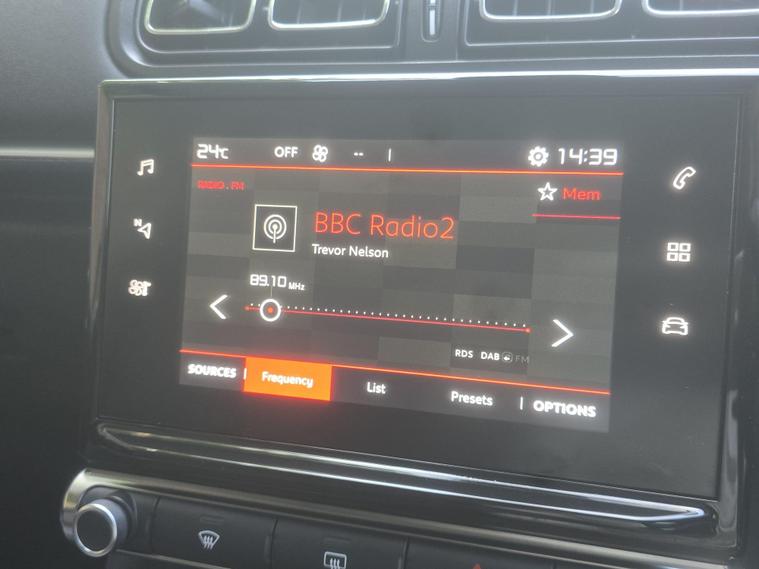 24°C OFF -- 14:39
RADIO . FM
Mem
BBC Radio2
Trevor Nelson
89.10 MHz
N
RDS DAB FM
SOURCES Frequency List Presets OPTIONS